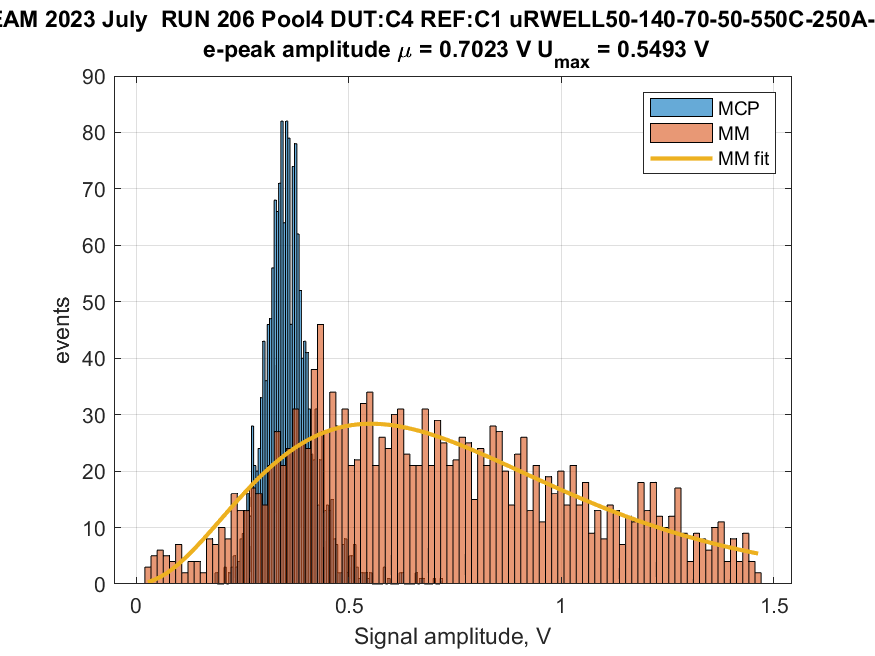 EAM 2023 July RUN 206 Pool4 DUT:C4 REF:C1 uRWELL50-140-70-50-550C-250A-
e-peak amplitude μ = 0.7023 V Umax = 0.5493 V
90
80
70
60
50
40
30
20
10
0
events
MCP
MM
MM fit
0
0.5
1
1.5
Signal amplitude, V